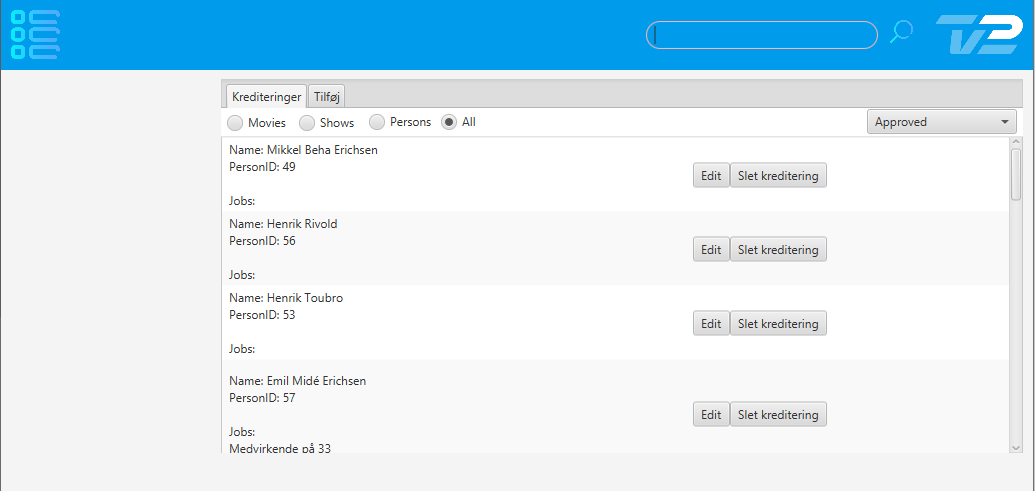 TV2
Krediteringer Tilføj
Movies Shows Persons All Approved
Name: Mikkel Beha Erichsen
PersonID: 49
Edit Slet kreditering
Jobs:
Name: Henrik Rivold
PersonID: 56
Edit Slet kreditering
Jobs:
Name: Henrik Toubro
PersonID: 53
Edit Slet kreditering
Jobs:
Name: Emil Midé Erichsen
PersonID: 57
Edit Slet kreditering
Jobs:
Medvirkende på 33